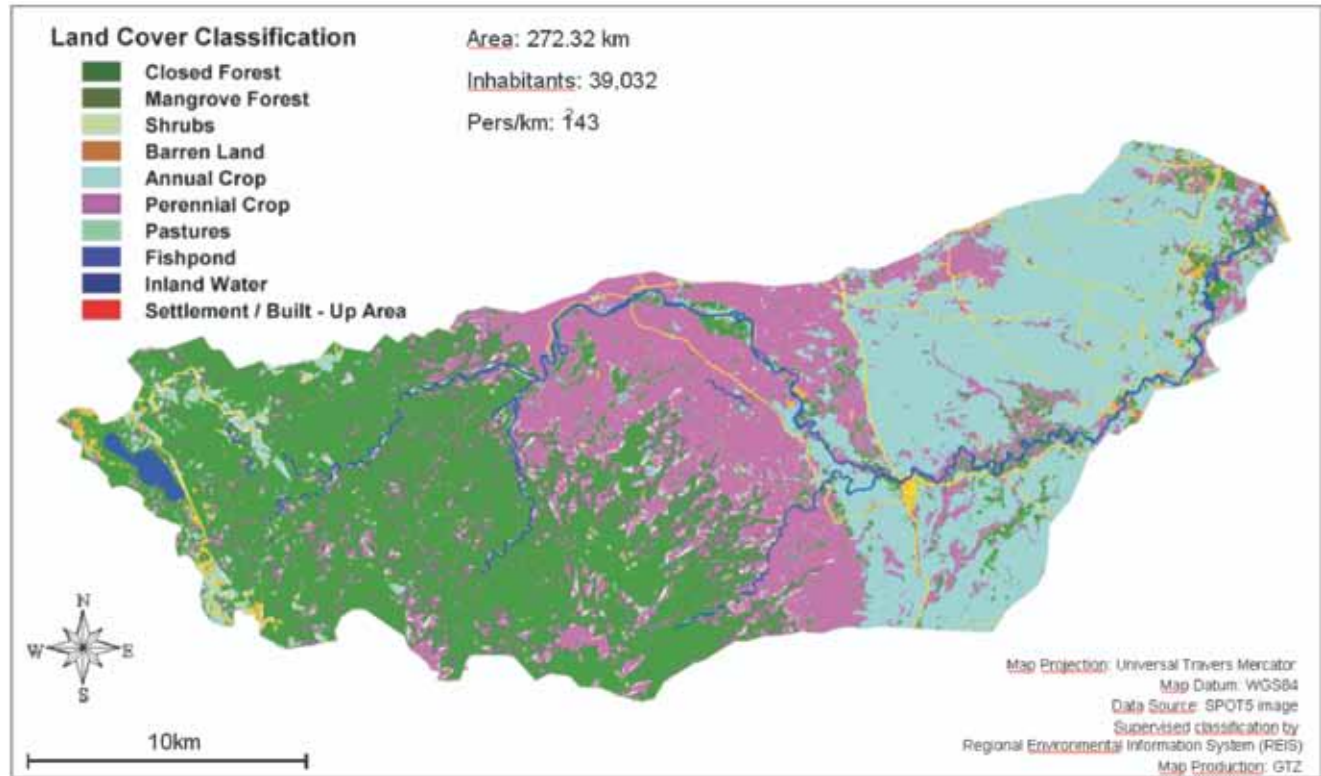 Land Cover Classification
Closed Forest
Mangrove Forest
Shrubs
Barren Land
Annual Crop
Perennial Crop
Pastures
Fishpond
Inland Water
Settlement / Built - Up Area
Area: 272.32 km
Inhabitants: 39,032
Pers/km: 143
2
N
W E
S
10km
Map Projection: Universal Travers Mercator
Map Datum: WGS84
Data Source: SPOT5 image
Supervised classification by
Regional Environmental Information System (REIS)
Map Production: GTZ